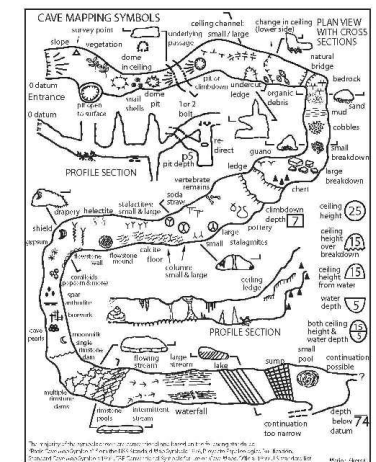 CAVE MAPPING SYMBOLS
PLAN VIEW
WITH CROSS
SECTIONS
survey point
slope
vegetation
underlying
passage
ceiling channel:
small / large
change in ceiling
(lower side)
natural
bridge
dome
in ceiling
0 datum
Entrance
pit open
to surface
small
shells
dome
pit
1 or 2
bolt
pit or
climbdown
undercut
ledge
organic
debris
bedrock
sand
mud
cobbles
0 datum
re-
direct
guano
small
breakdown
p5
pit depth
ledge
large
breakdown
PROFILE SECTION
vertebrate
remains
chert
soda
straw
stalactites:
small & large
drapery
helectite
climbdown
depth 7
pottery
ceiling
height 25
shield
gypsum
large
small
stalagmites
ceiling
height
over
breakdown
15
flowstone
wall
flowstone
mound
calcite
floor
column:
small & large
ceiling
height
from water
15
coralloids
popcorn & more
ceiling
ledge
spar
anthodite
water
depth 5
boxwork
cave
pearls
moonmilk
single
rimstone
dam
PROFILE SECTION
both ceiling
height &
water depth
15
5
flowing
stream
large
stream
lake
sump
small
pool
continuation
possible
?
multiple
rimstone
dams
rimstone
pools
intermittent
stream
waterfall
continuation
too narrow
depth
below 74
datum